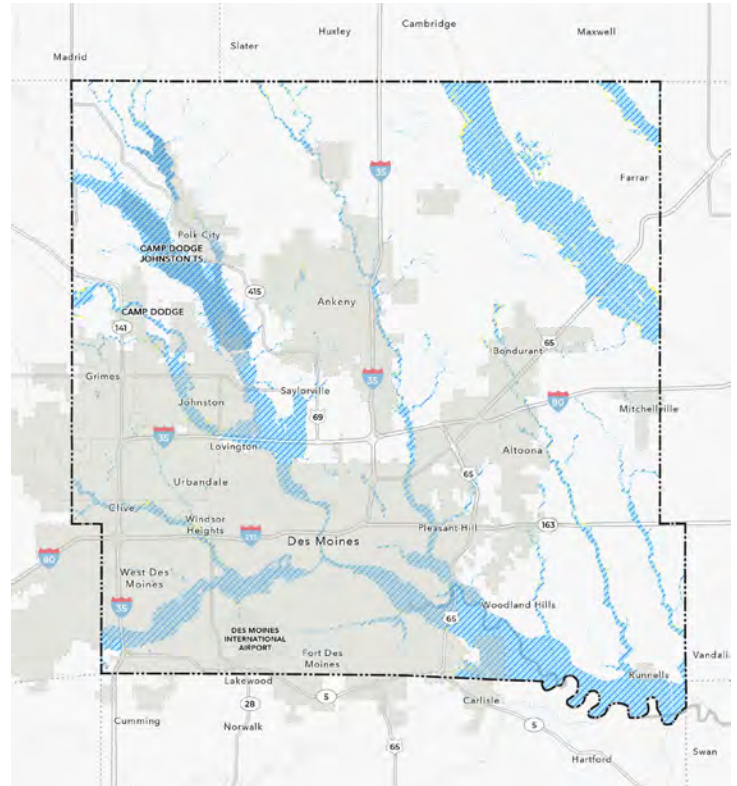 Cambridge
Huxley
Maxwell
Slater
Madrid
35
Farrar
Polk City
CAMP DODGE
JOHNSTON TS
415
Ankeny
CAMP DODGE
141
65
Bondurant
Grimes
35
Saylorville
80
Johnston
69
Mitchellville
35
Lovington
Altoona
65
Urbandale
Clive
Windsor
Heights
Pleasant Hill
163
Des Moines
80
West Des
Moines
35
Woodland Hills
65
DES MOINES
INTERNATIONAL
AIRPORT
Fort Des
Moines
Vandali
Runnells
Lakewood
5
28
Carlisle
Cumming
Norwalk
5
65
Swan
Hartford